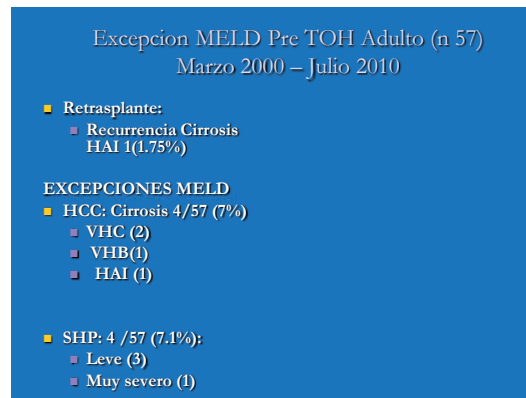 Excepcion MELD Pre TOH Adulto (n 57)
Marzo 2000 – Julio 2010
Retrasplante:
Recurrencia Cirrosis
HAI 1(1.75%)
EXCEPCIONES MELD
HCC: Cirrosis 4/57 (7%)
VHC (2)
VHB(1)
HAI (1)
SHP: 4 /57 (7.1%):
Leve (3)
Muy severo (1)